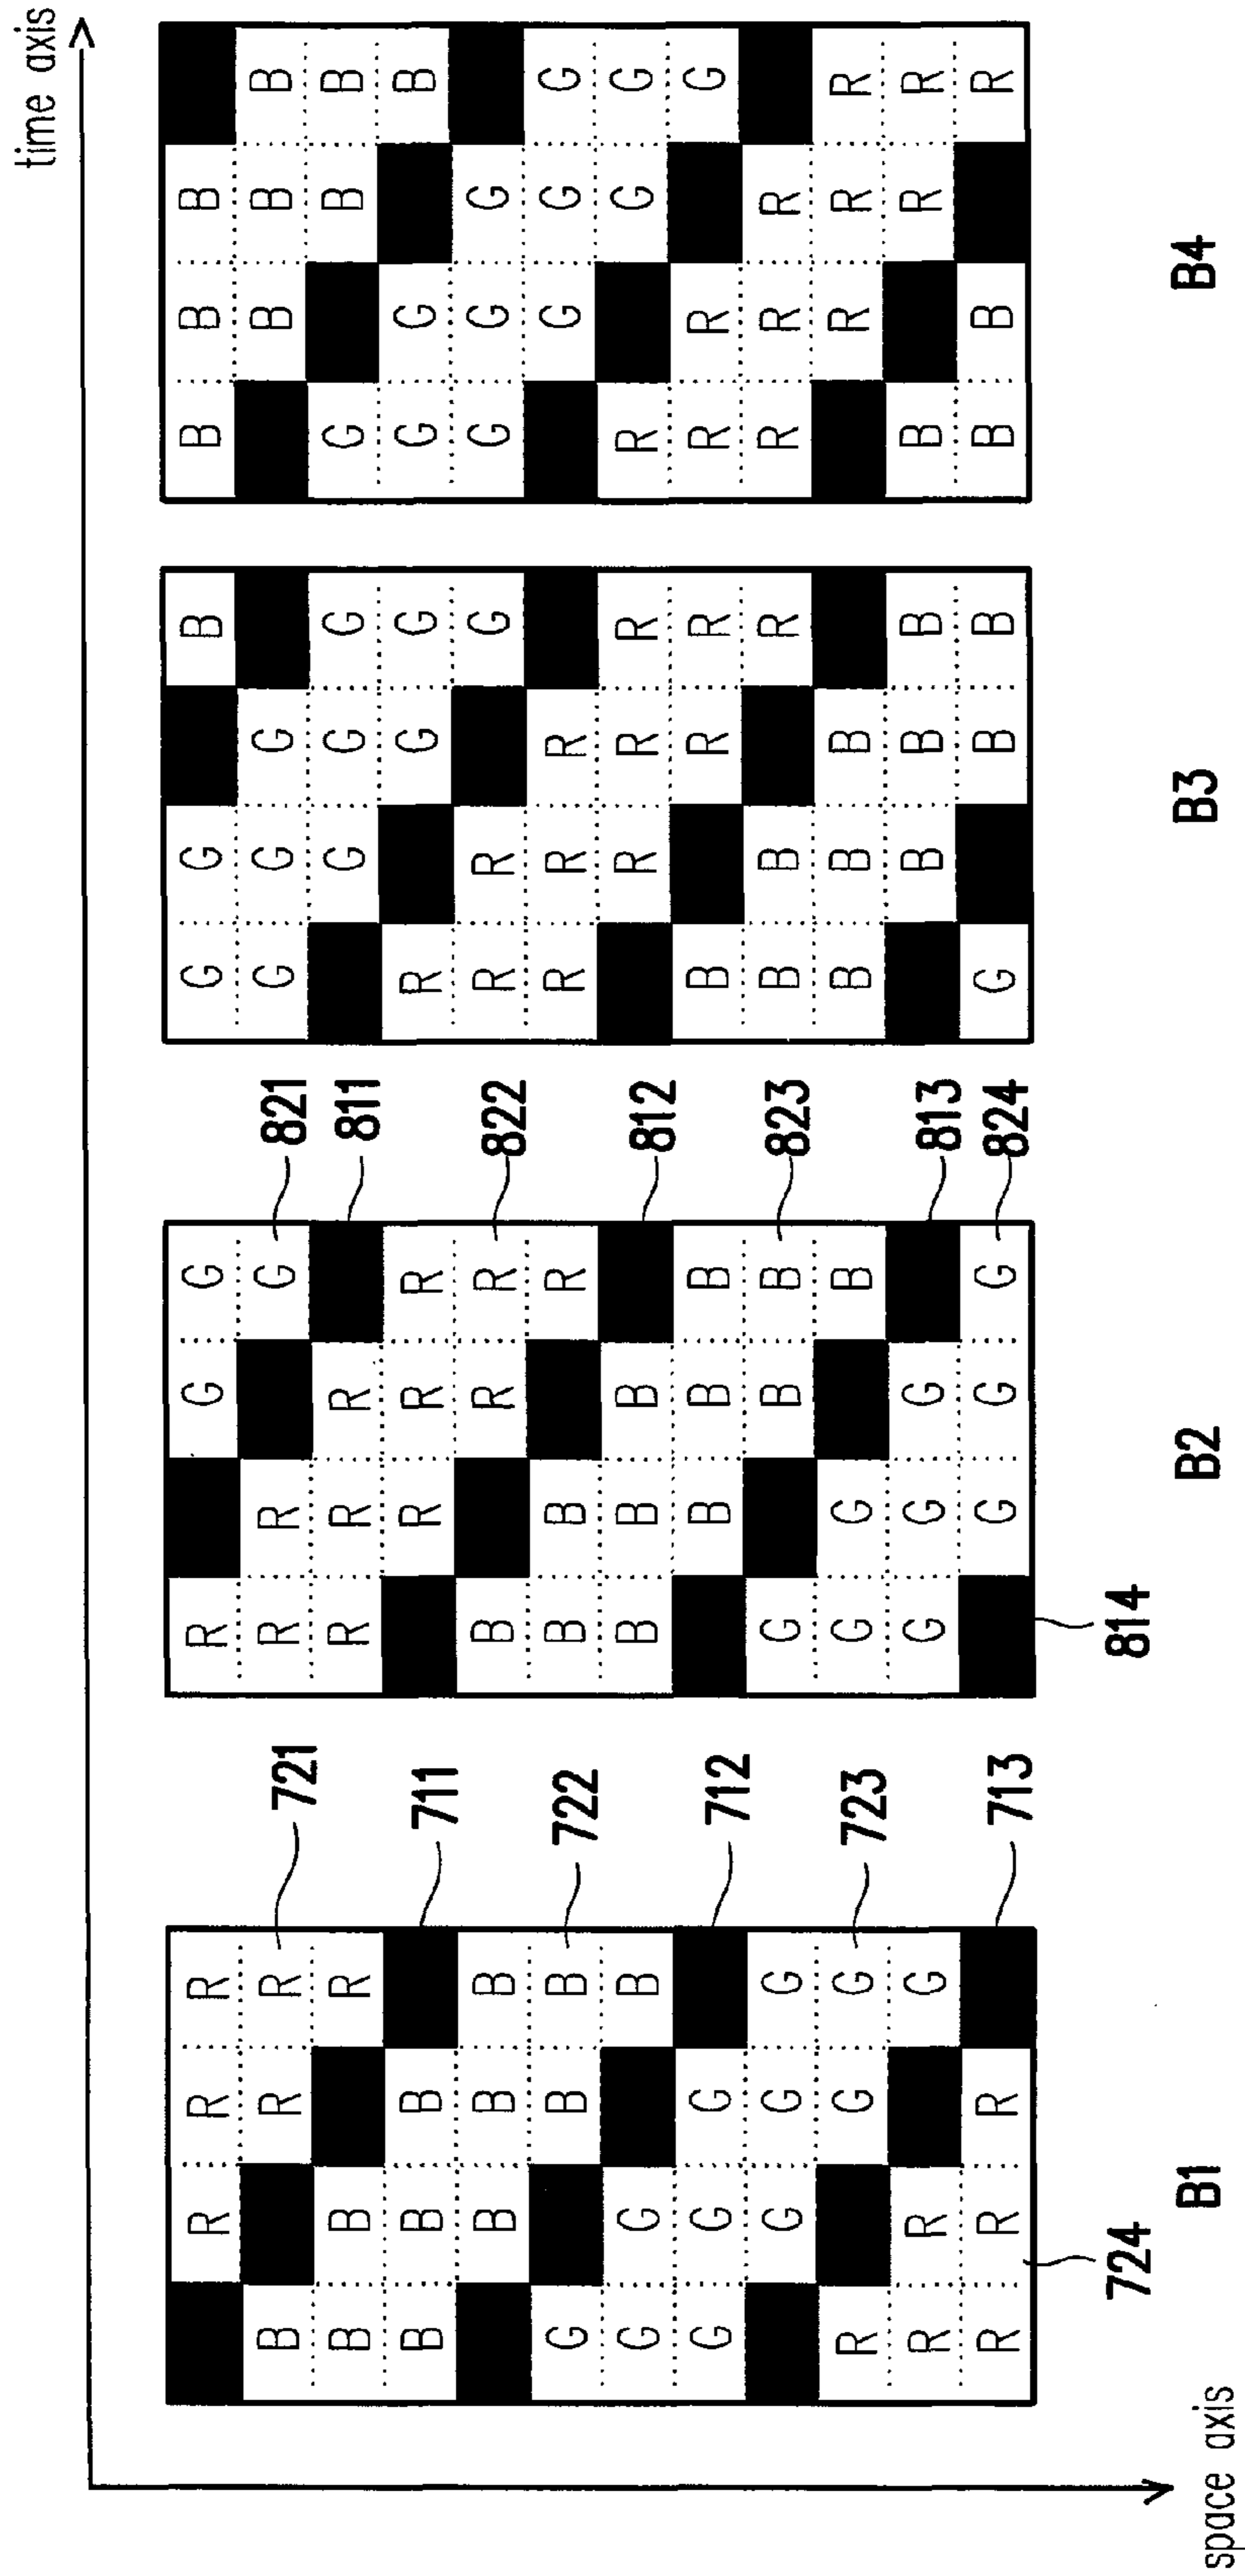 time axis
R R R R G G G G B B B B
B R R 721 R R G 821 G G G B B B
B B R R R R 811 G G G G B B
B B B 711 R R R R G G G G B
B B B B R R 822 R R G G G G
G B B 722 B B R R R R G G G
G G B B B B 812 R R R R G G
G G G 712 B B B B R R R R G
G G G G B B 823 B B R R R R
R G G 723 G G B B B B R R R
R R G G G G 813 B B B B R R
R R R 713 G G G 824 G B B B B R
724 814
B1 B2 B3 B4
space axis